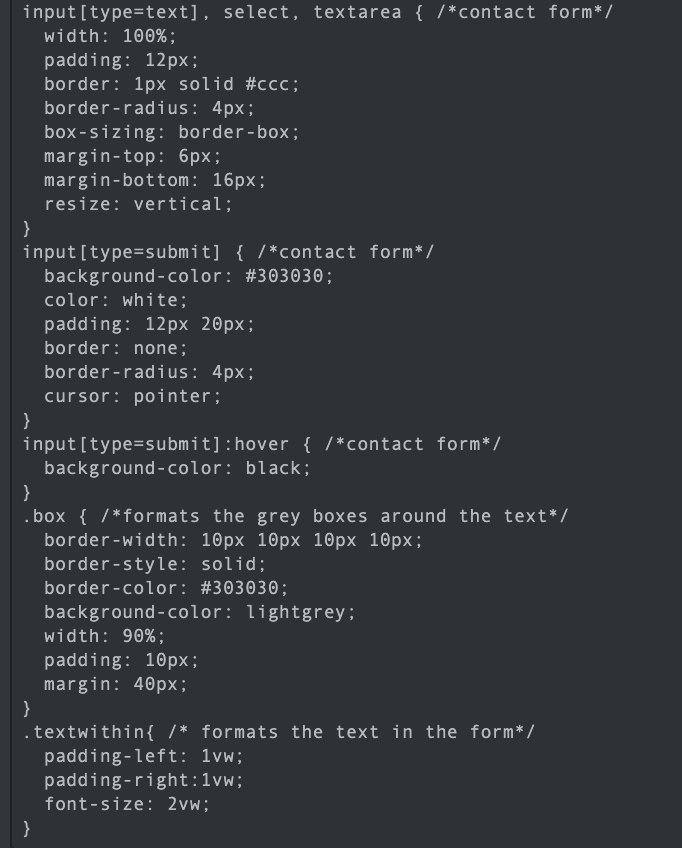 input[type=text], select, textarea { /*contact form*/
  width: 100%;
  padding: 12px;
  border: 1px solid #ccc;
  border-radius: 4px;
  box-sizing: border-box;
  margin-top: 6px;
  margin-bottom: 16px;
  resize: vertical;
}
input[type=submit] { /*contact form*/
  background-color: #303030;
  color: white;
  padding: 12px 20px;
  border: none;
  border-radius: 4px;
  cursor: pointer;
}
input[type=submit]:hover { /*contact form*/
  background-color: black;
}
.box { /*formats the grey boxes around the text*/
  border-width: 10px 10px 10px 10px;
  border-style: solid;
  border-color: #303030;
  background-color: lightgrey;
  width: 90%;
  padding: 10px;
  margin: 40px;
}
.textwithin{ /* formats the text in the form*/
  padding-left: 1vw;
  padding-right:1vw;
  font-size: 2vw;
}